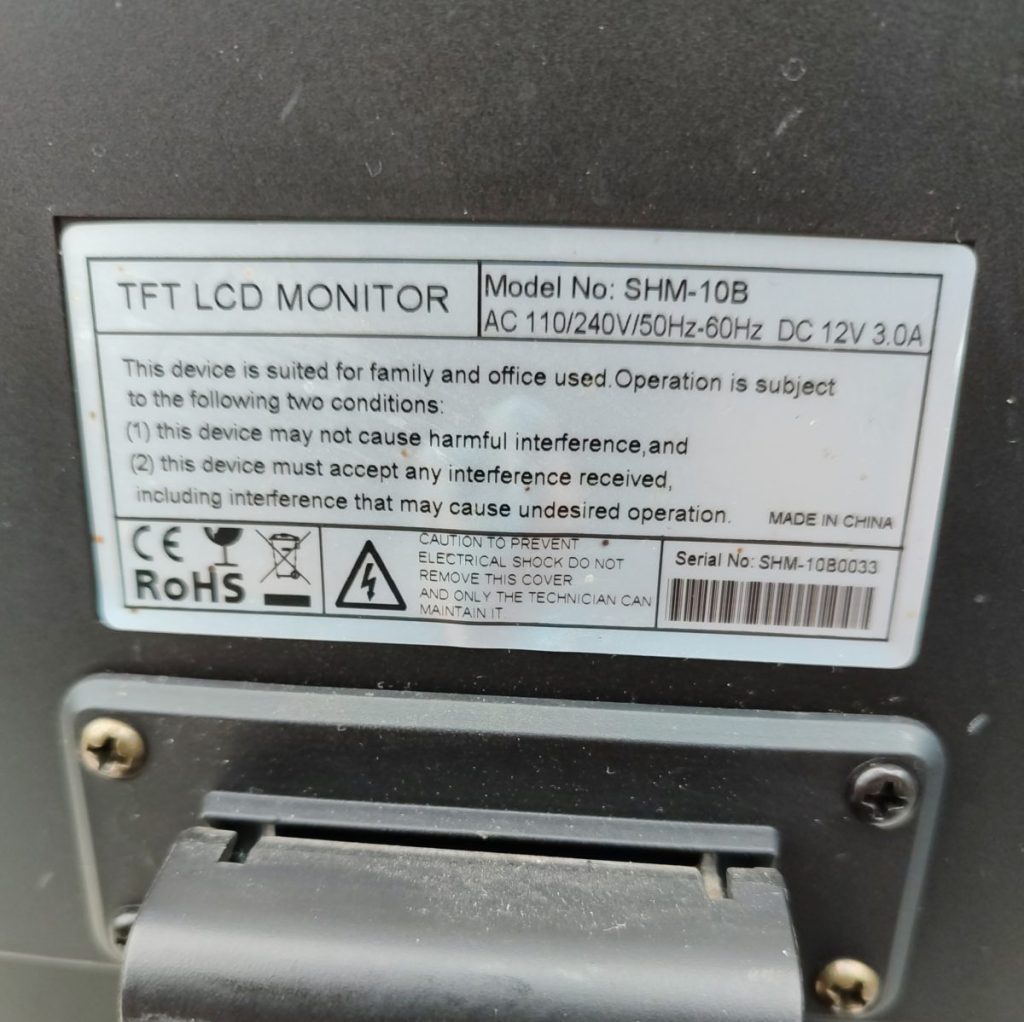 TFT LCD MONITOR
Model No: SHM-10B
AC 110/240V/50Hz-60Hz DC 12V 3.0A
This device is suited for family and office used.Operation is subject
to the following two conditions:
(1) this device may not cause harmful interference,and
(2) this device must accept any interference received,
including interference that may cause undesired operation.
MADE IN CHINA
CE
RoHS
CAUTION TO PREVENT
ELECTRICAL SHOCK DO NOT
REMOVE THIS COVER
AND ONLY THE TECHNICIAN CAN
MAINTAIN IT
Serial No: SHM-10B0033